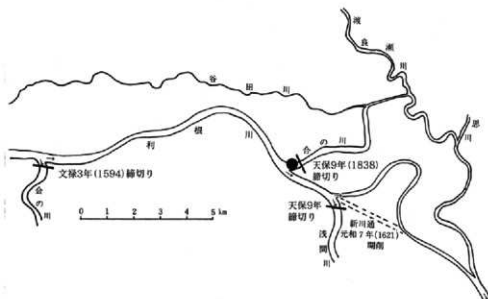 渡良瀬川
思川
谷田川
利根川
合の川
天保9年(1838)
締切り
文禄3年(1594)締切り
会の川
0 1 2 3 4 5 km
天保9年
締切り
新川通
元和7年(1621)
開削
浅間川